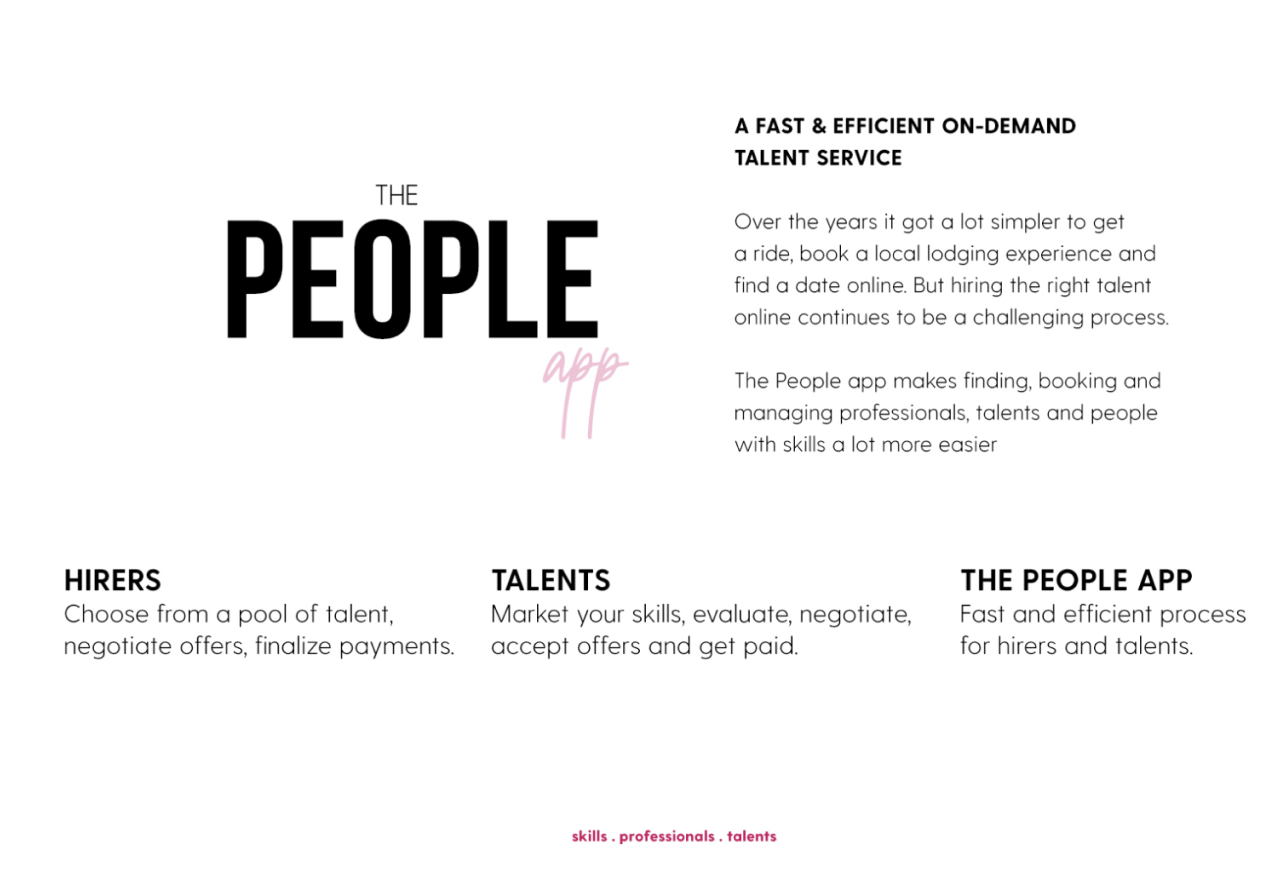 THE
PEOPLE
app
A FAST & EFFICIENT ON-DEMAND
TALENT SERVICE
Over the years it got a lot simpler to get
a ride, book a local lodging experience and
find a date online. But hiring the right talent
online continues to be a challenging process.
The People app makes finding, booking and
managing professionals, talents and people
with skills a lot more easier
HIRERS
Choose from a pool of talent,
negotiate offers, finalize payments.
TALENTS
Market your skills, evaluate, negotiate,
accept offers and get paid.
THE PEOPLE APP
Fast and efficient process
for hirers and talents.
skills . professionals . talents